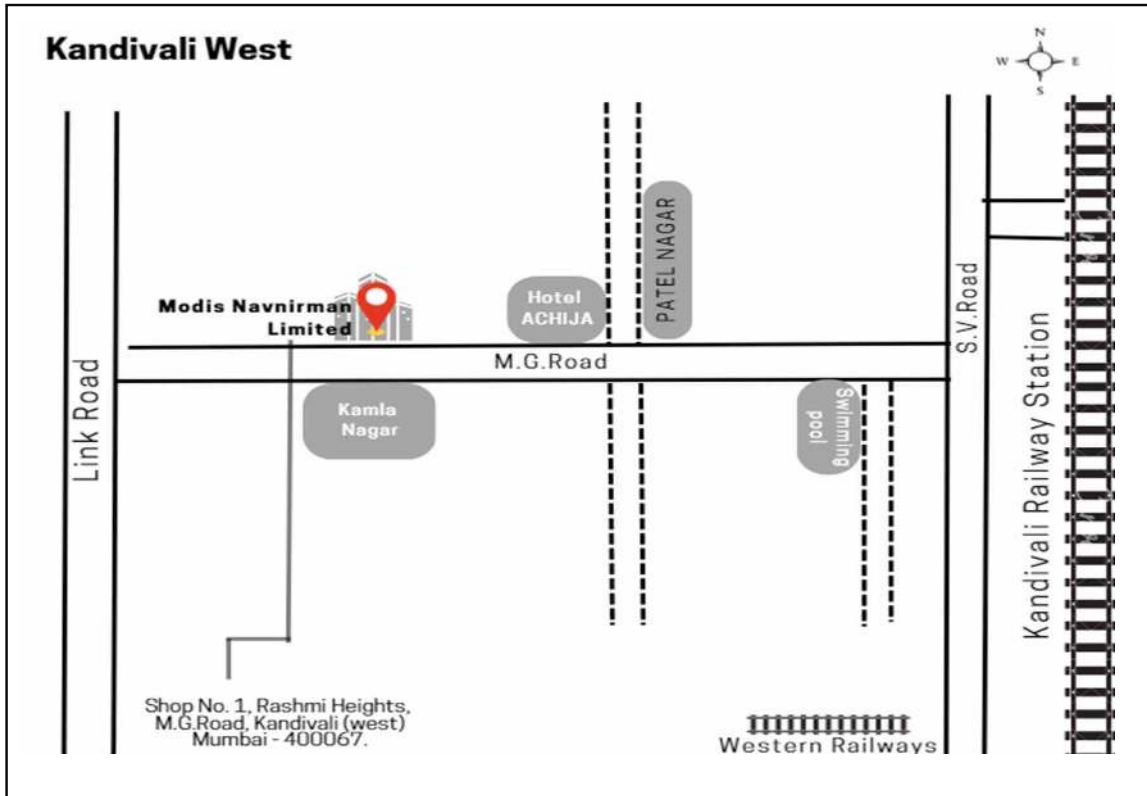 Kandivali West
N
W E
S
PATEL NAGAR
Hotel
ACHIJA
Modis Navnirman
Limited
S.V.Road
M.G.Road
Link Road
Kamla
Nagar
Swimming
pool
Kandivali Railway Station
Shop No. 1, Rashmi Heights,
M.G.Road, Kandivali (west)
Mumbai - 400067.
Western Railways